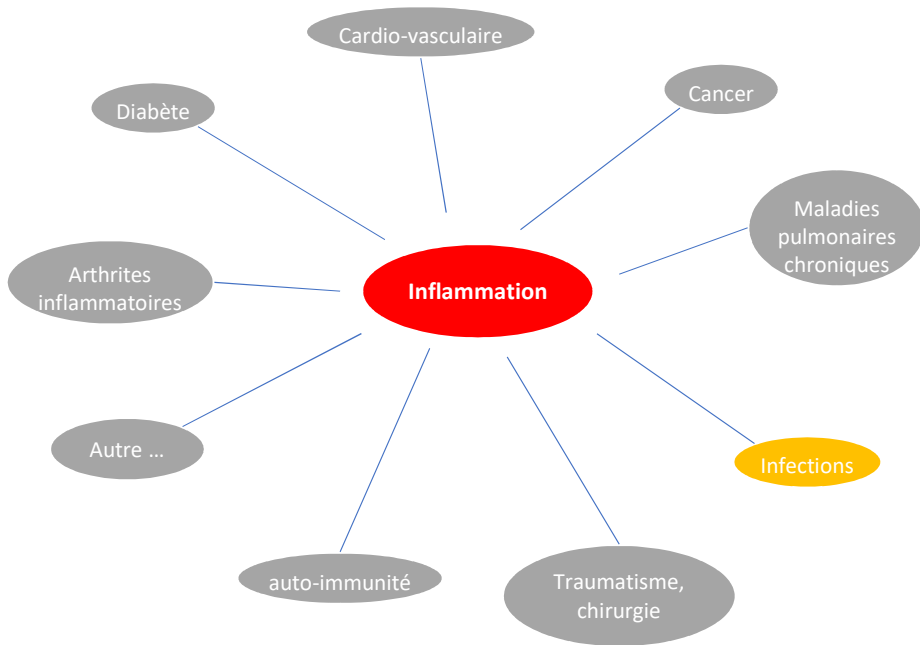 Cardio-vasculaire
Diabète
Cancer
Maladies
pulmonaires
chroniques
Arthrites
inflammatoires
Inflammation
Autre …
Infections
auto-immunité
Traumatisme,
chirurgie